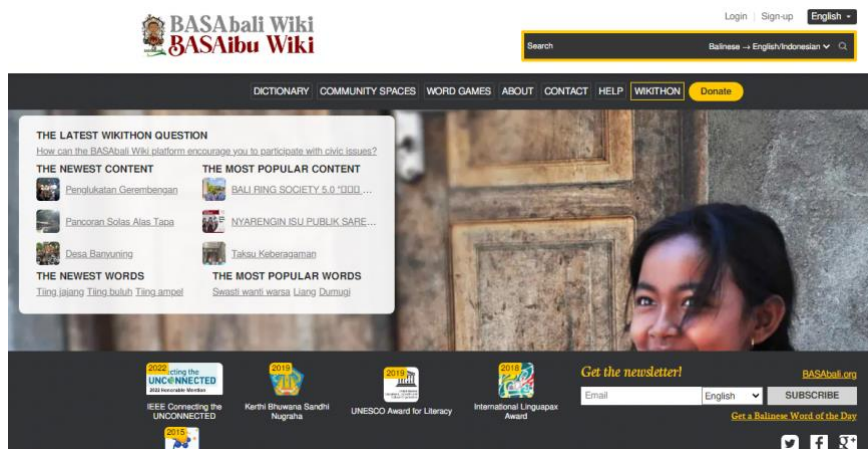 BASAbali Wiki
BASAibu Wiki
Login Sign-up English
Search Balinese → English/Indonesian
DICTIONARY COMMUNITY SPACES WORD GAMES ABOUT CONTACT HELP WIKITHON Donate
THE LATEST WIKITHON QUESTION
How can the BASAbali Wiki platform encourage you to participate with civic issues?
THE NEWEST CONTENT THE MOST POPULAR CONTENT
Penglukatan Gerembengan BALI RING SOCIETY 5.0 "▯▯▯ ...
Pancoran Solas Alas Tapa NYARENGIN ISU PUBLIK SARE...
Desa Banyuning Taksu Keberagaman
THE NEWEST WORDS THE MOST POPULAR WORDS
Tiing jajang Tiing buluh Tiing ampel Swasti wanti warsa Liang Dumugi
2022 cting the
UNCONNECTED
2022 Honorable Mention
IEEE Connecting the
UNCONNECTED
2019
Kerthi Bhuwana Sandhi
Nugraha
2019
UNESCO Award for Literacy
2018
International Linguapax
Award
2015
Get the newsletter! BASAbali.org
Email English SUBSCRIBE
Get a Balinese Word of the Day